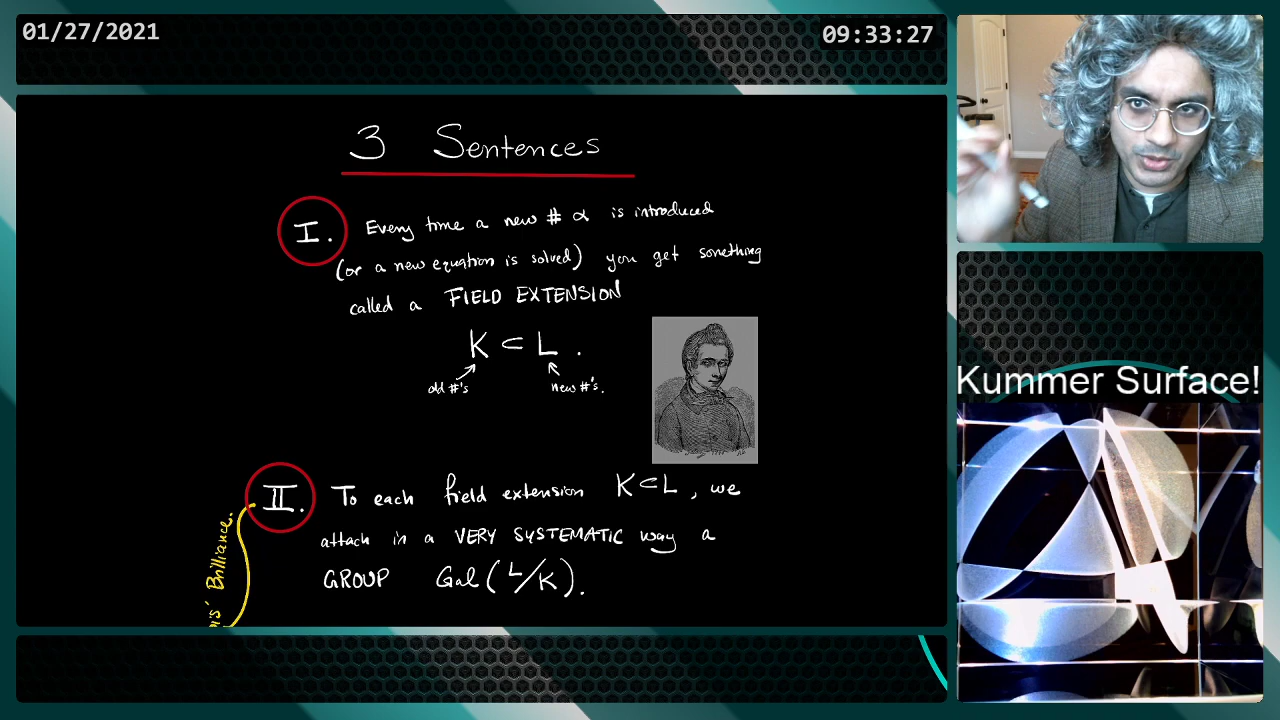 01/27/2021
09:33:27
3 Sentences
I. Every time a new # α is introduced
(or a new equation is solved) you get something
called a FIELD EXTENSION
K ⊂ L .
old #'s
new #'s.
II. To each field extension K⊂L, we
attach in a VERY SYSTEMATIC way a
GROUP Gal(L/K).
Brilliance.
Kummer Surface!